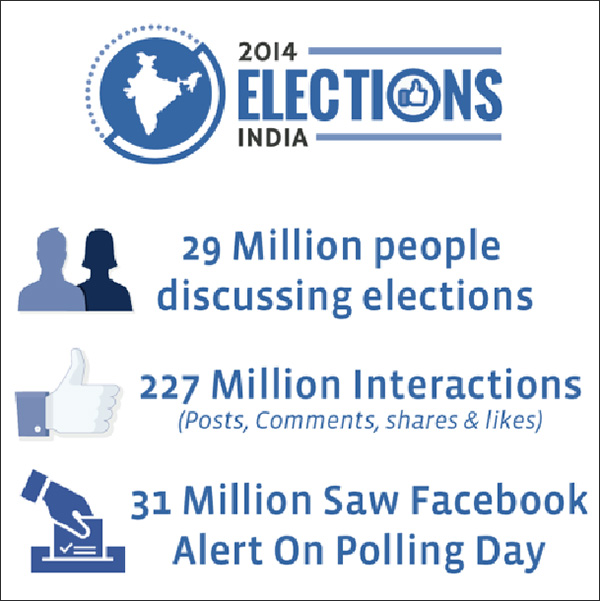 2014
ELECTIONS
INDIA
29 Million people
discussing elections
227 Million Interactions
(Posts, Comments, shares & likes)
31 Million Saw Facebook
Alert On Polling Day